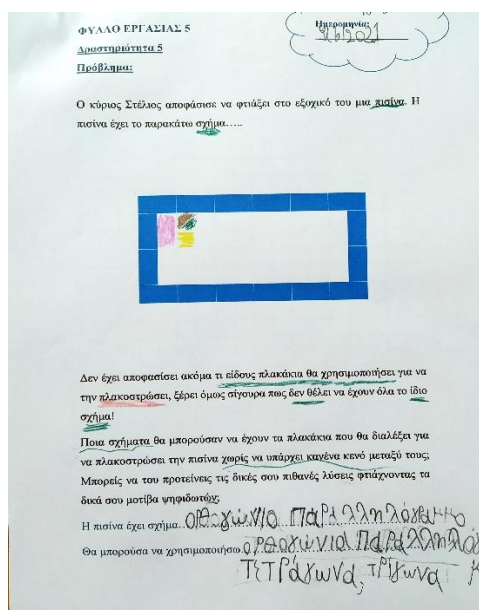 ΦΥΛΛΟ ΕΡΓΑΣΙΑΣ 5
Ημερομηνία:
Δραστηριότητα 5
Πρόβλημα:
Ο κύριος Στέλιος αποφάσισε να φτιάξει στο εξοχικό του μια πισίνα. Η
πισίνα έχει το παρακάτω σχήμα…..
Δεν έχει αποφασίσει ακόμα τι είδους πλακάκια θα χρησιμοποιήσει για να
την πλακοστρώσει, ξέρει όμως σίγουρα πως δεν θέλει να έχουν όλα το ίδιο
σχήμα!
Ποια σχήματα θα μπορούσαν να έχουν τα πλακάκια που θα διαλέξει για
να πλακοστρώσει την πισίνα χωρίς να υπάρχει κανένα κενό μεταξύ τους;
Μπορείς να του προτείνεις τις δικές σου πιθανές λύσεις φτιάχνοντας τα
δικά σου μοτίβα ψηφιδωτών;
Η πισίνα έχει σχήμα ορθογώνιο παραλληλόγραμμο
Θα μπορούσα να χρησιμοποιήσω ορθογώνια παραλληλό
Τετράγωνα, τρίγωνα